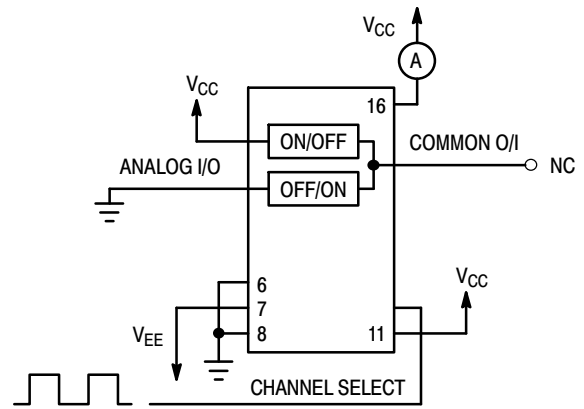 VCC
A
VCC
16
ON/OFF
COMMON O/I
NC
ANALOG I/O
OFF/ON
6
VCC
7
VEE
8
11
CHANNEL SELECT